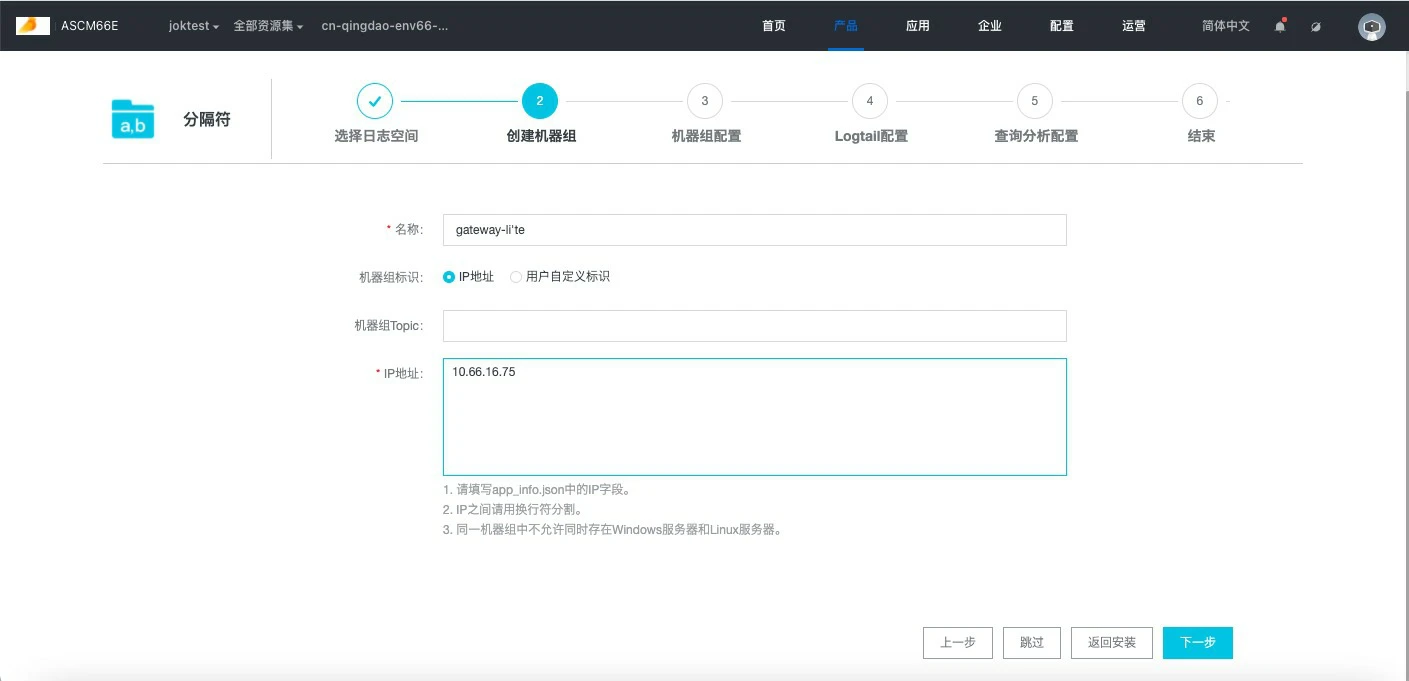 ASCM66E joktest 全部资源集 cn-qingdao-env66-... 首页 产品 应用 企业 配置 运营 简体中文
a,b 分隔符
2 3 4 5 6
选择日志空间 创建机器组 机器组配置 Logtail配置 查询分析配置 结束
* 名称: gateway-li'te
机器组标识: IP地址 用户自定义标识
机器组Topic:
* IP地址: 10.66.16.75
1. 请填写app_info.json中的IP字段。
2. IP之间请用换行符分割。
3. 同一机器组中不允许同时存在Windows服务器和Linux服务器。
上一步 跳过 返回安装 下一步